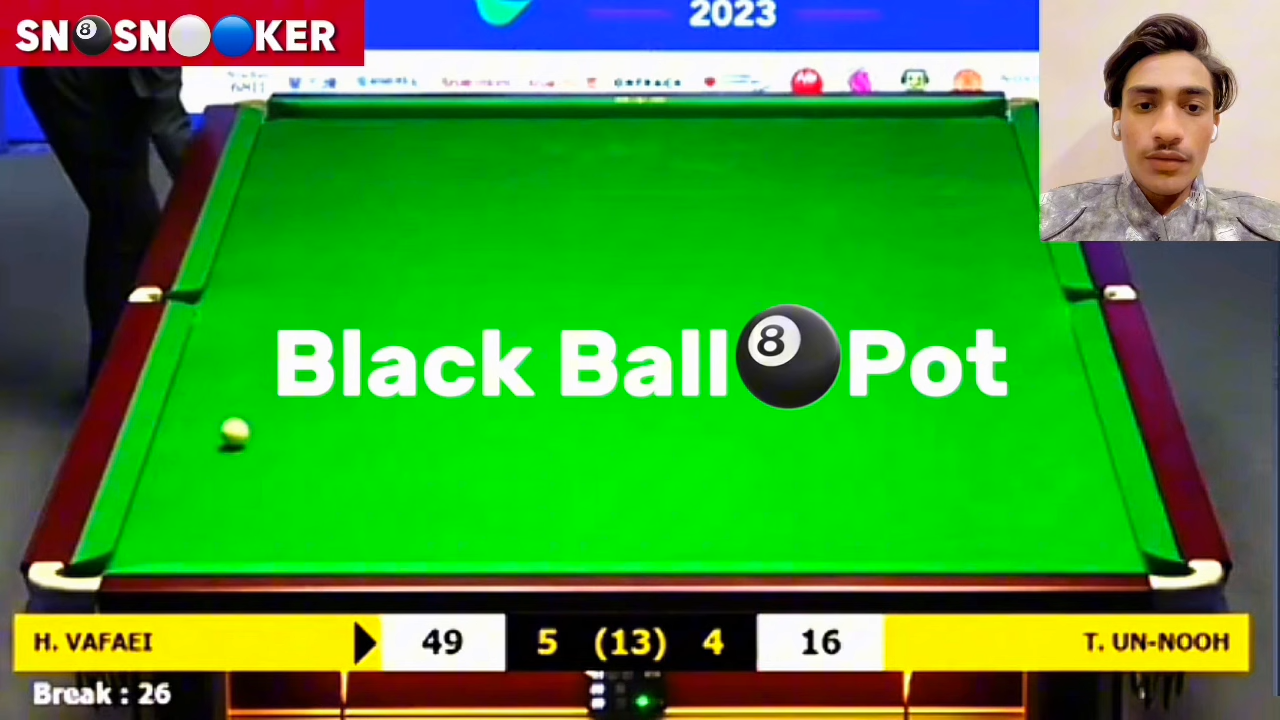 SN🎱SN⚪🔵KER
2023
Black Ball 🎱 Pot
H. VAFAEI 49 5 (13) 4 16 T. UN-NOOH
Break : 26